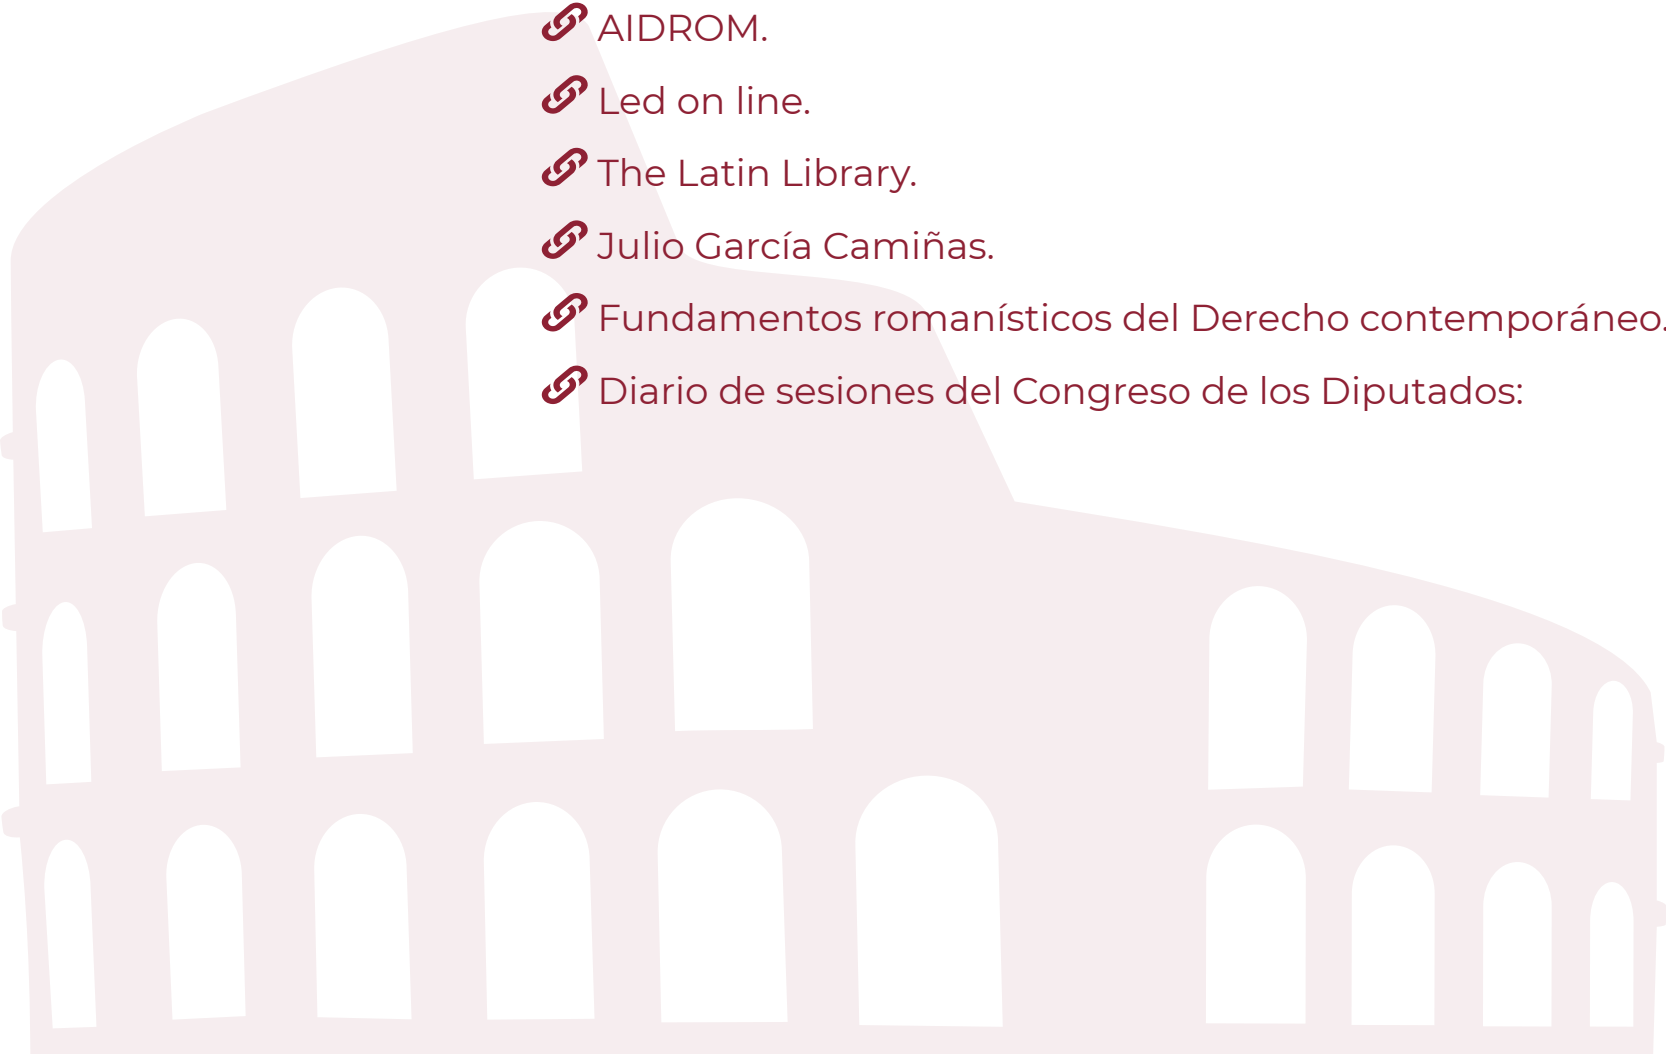 AIDROM.
Led on line.
The Latin Library.
Julio García Camiñas.
Fundamentos romanísticos del Derecho contemporáneo.
Diario de sesiones del Congreso de los Diputados: